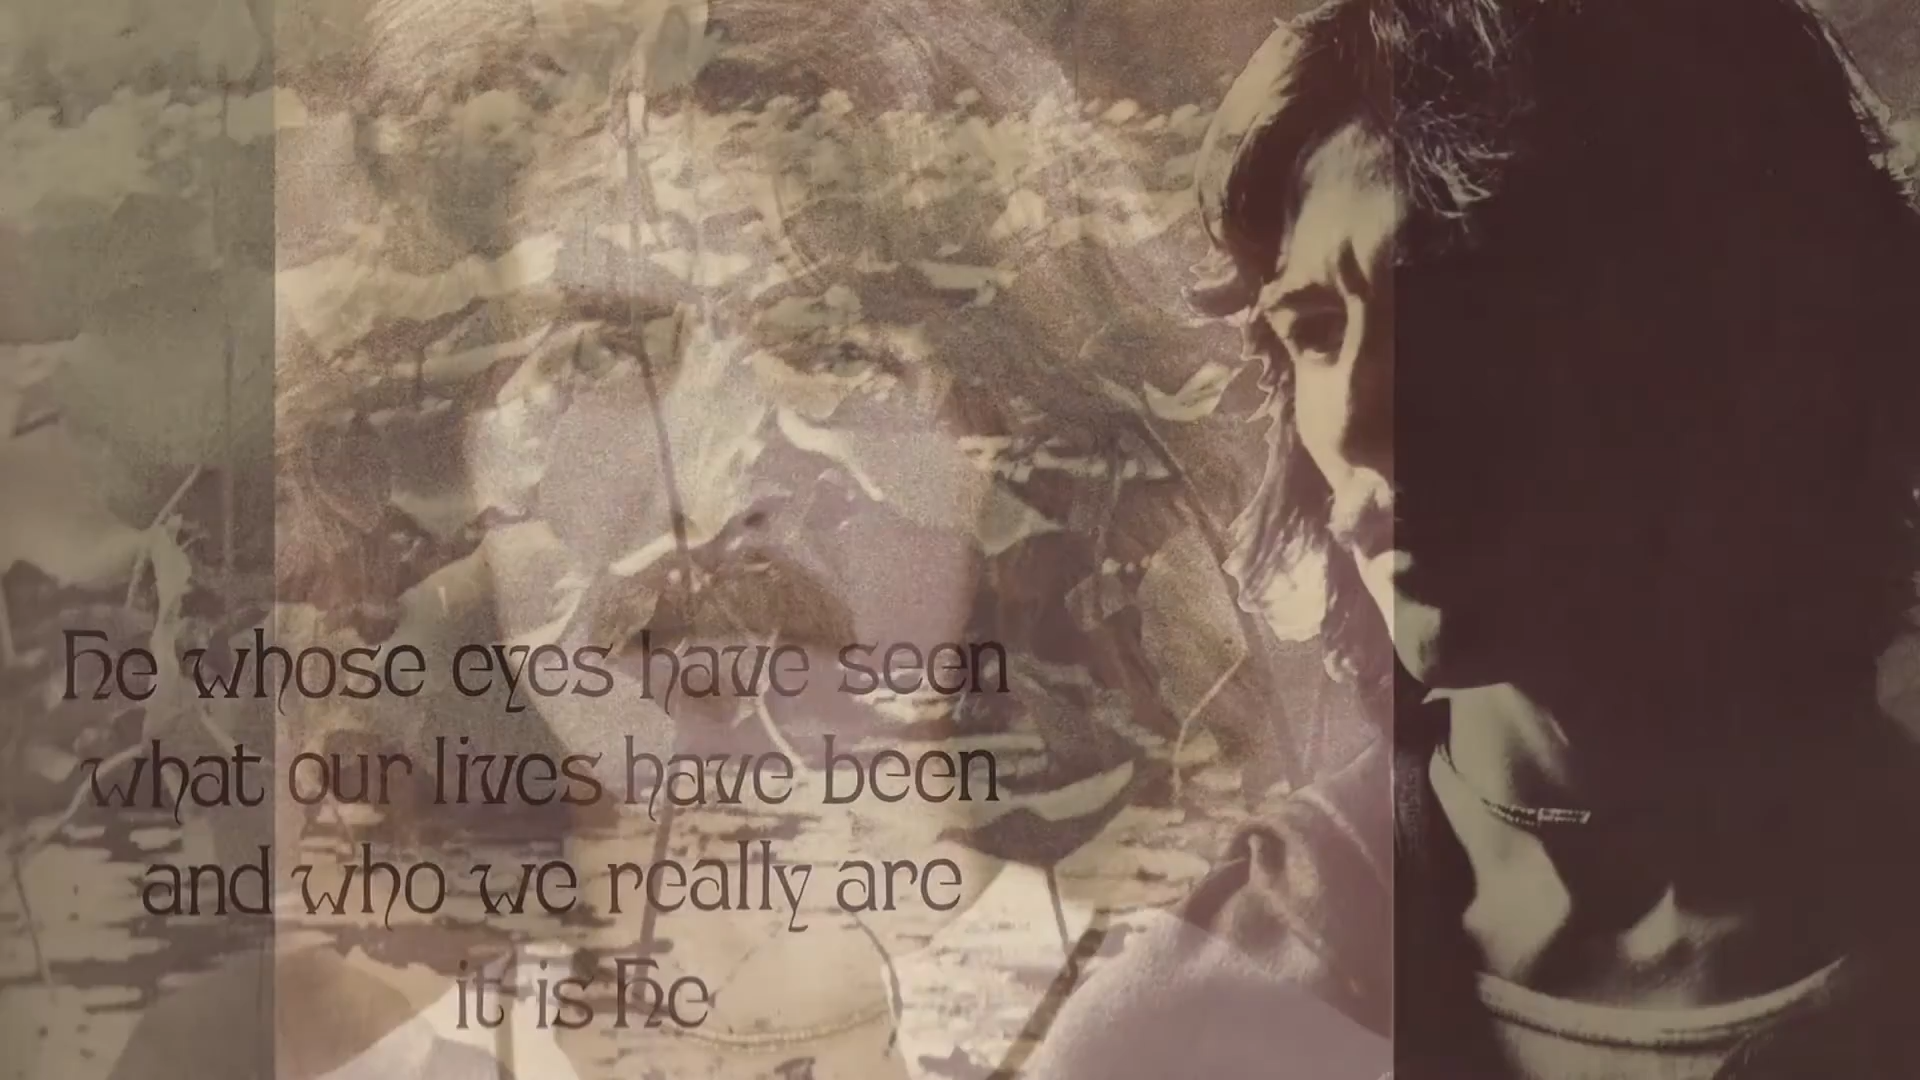 He whose eyes have seen
what our lives have been
and who we really are
it is He